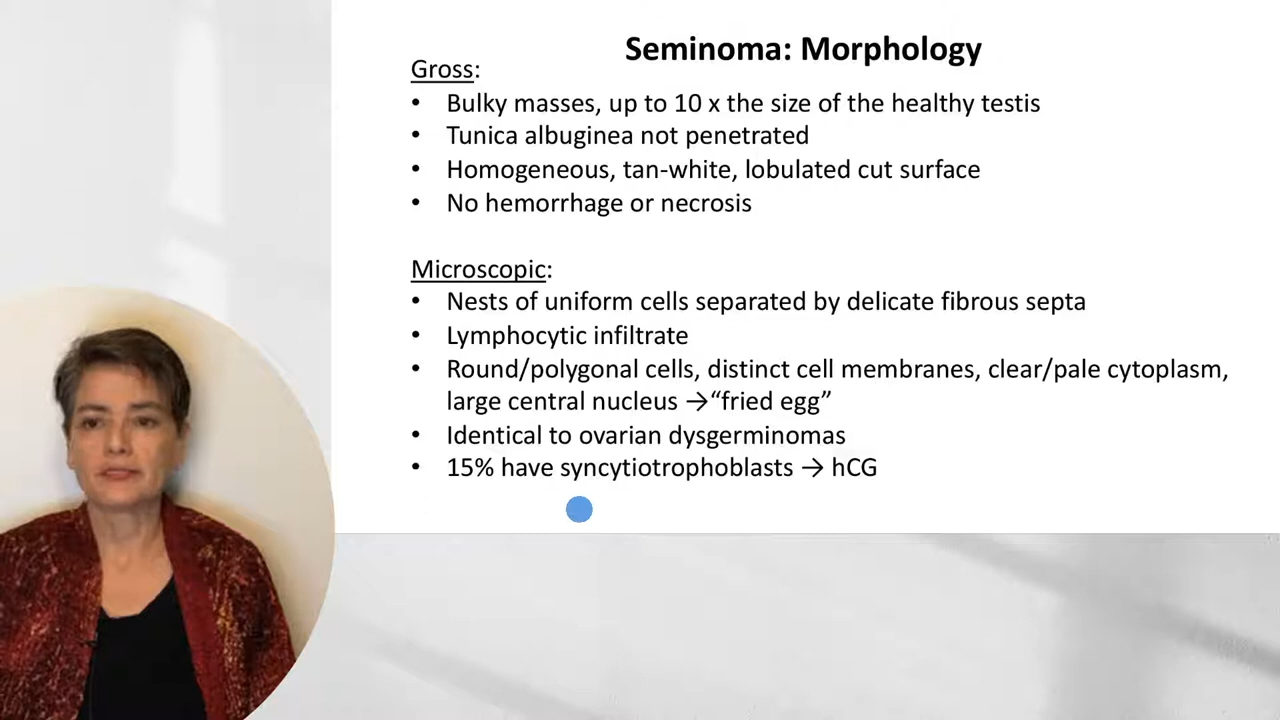 Seminoma: Morphology
Gross:
• Bulky masses, up to 10 x the size of the healthy testis
• Tunica albuginea not penetrated
• Homogeneous, tan-white, lobulated cut surface
• No hemorrhage or necrosis
Microscopic:
• Nests of uniform cells separated by delicate fibrous septa
• Lymphocytic infiltrate
• Round/polygonal cells, distinct cell membranes, clear/pale cytoplasm,
large central nucleus →“fried egg”
• Identical to ovarian dysgerminomas
• 15% have syncytiotrophoblasts → hCG